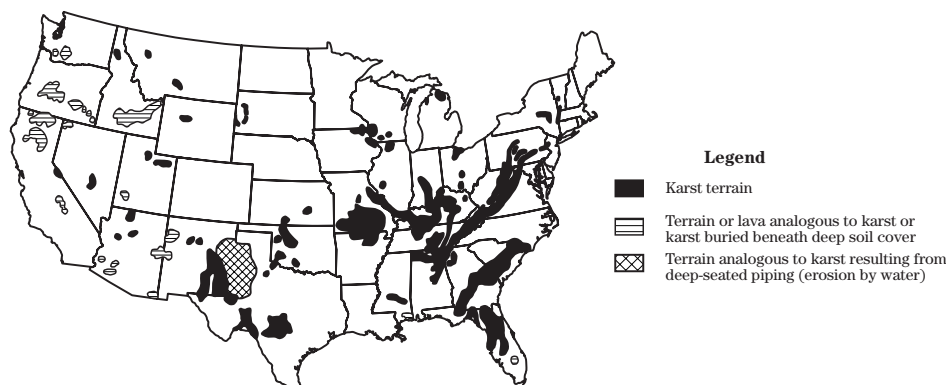 Legend
Karst terrain
Terrain or lava analogous to karst or
karst buried beneath deep soil cover
Terrain analogous to karst resulting from
deep-seated piping (erosion by water)